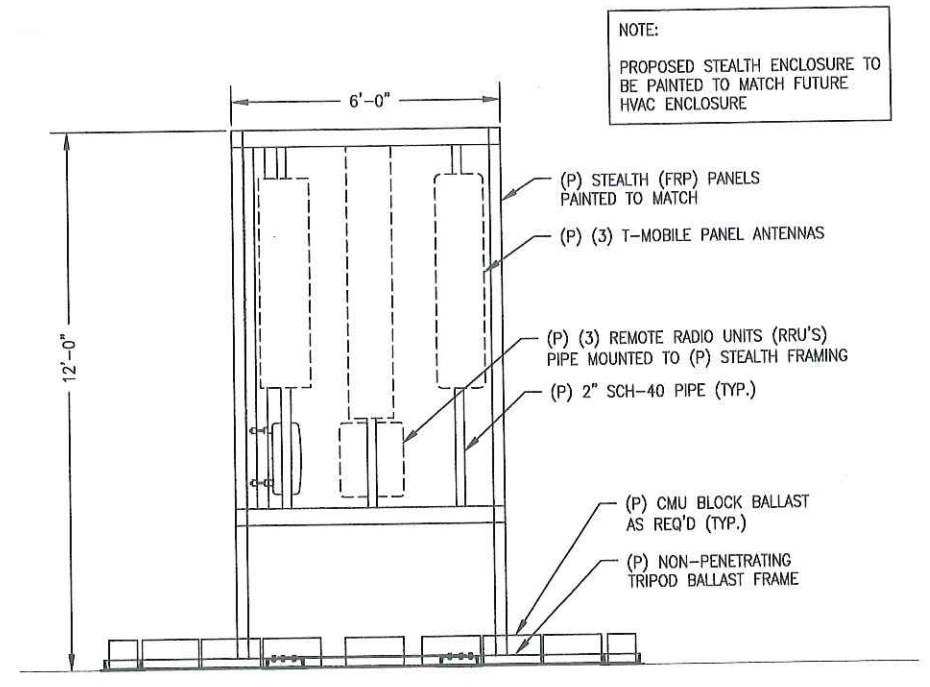 NOTE:
PROPOSED STEALTH ENCLOSURE TO
BE PAINTED TO MATCH FUTURE
HVAC ENCLOSURE
6'-0"
(P) STEALTH (FRP) PANELS
PAINTED TO MATCH
(P) (3) T-MOBILE PANEL ANTENNAS
12'-0"
(P) (3) REMOTE RADIO UNITS (RRU'S)
PIPE MOUNTED TO (P) STEALTH FRAMING
(P) 2" SCH-40 PIPE (TYP.)
(P) CMU BLOCK BALLAST
AS REQ'D (TYP.)
(P) NON-PENETRATING
TRIPOD BALLAST FRAME